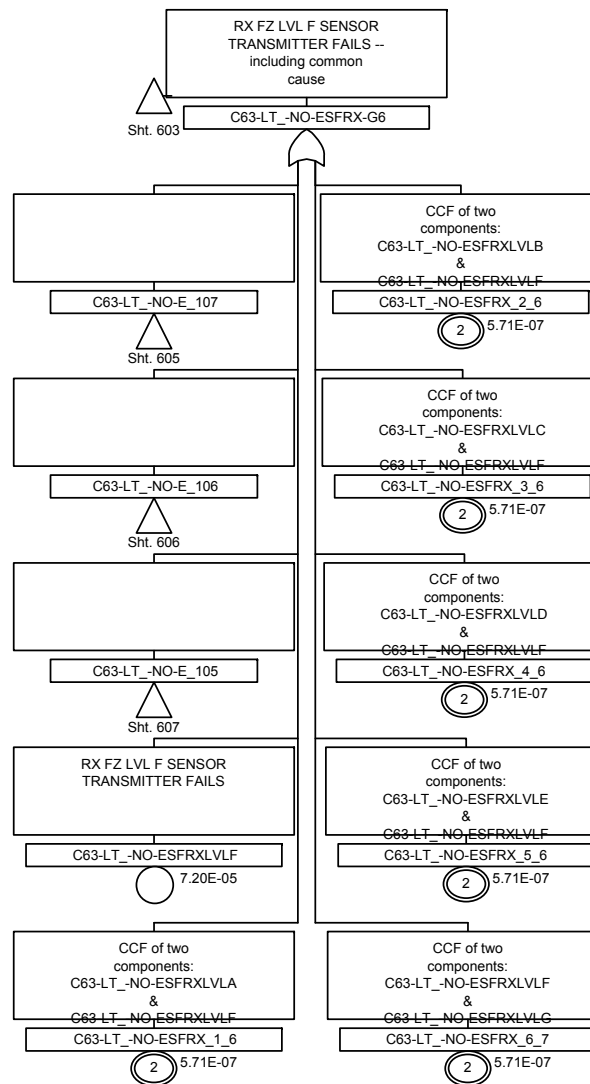 RX FZ LVL F SENSOR
TRANSMITTER FAILS --
including common
cause
Sht. 603
C63-LT_-NO-ESFRX-G6
C63-LT_-NO-E_107
Sht. 605
CCF of two
components:
C63-LT_-NO-ESFRXLVLB
&
C63-LT_-NO-ESFRXLVLF
C63-LT_-NO-ESFRX_2_6
2
5.71E-07
C63-LT_-NO-E_106
Sht. 606
CCF of two
components:
C63-LT_-NO-ESFRXLVLC
&
C63-LT_-NO-ESFRXLVLF
C63-LT_-NO-ESFRX_3_6
2
5.71E-07
C63-LT_-NO-E_105
Sht. 607
CCF of two
components:
C63-LT_-NO-ESFRXLVLD
&
C63-LT_-NO-ESFRXLVLF
C63-LT_-NO-ESFRX_4_6
2
5.71E-07
RX FZ LVL F SENSOR
TRANSMITTER FAILS
C63-LT_-NO-ESFRXLVLF
7.20E-05
CCF of two
components:
C63-LT_-NO-ESFRXLVLE
&
C63-LT_-NO-ESFRXLVLF
C63-LT_-NO-ESFRX_5_6
2
5.71E-07
CCF of two
components:
C63-LT_-NO-ESFRXLVLA
&
C63-LT_-NO-ESFRXLVLF
C63-LT_-NO-ESFRX_1_6
2
5.71E-07
CCF of two
components:
C63-LT_-NO-ESFRXLVLF
&
C63-LT_-NO-ESFRXLVLG
C63-LT_-NO-ESFRX_6_7
2
5.71E-07